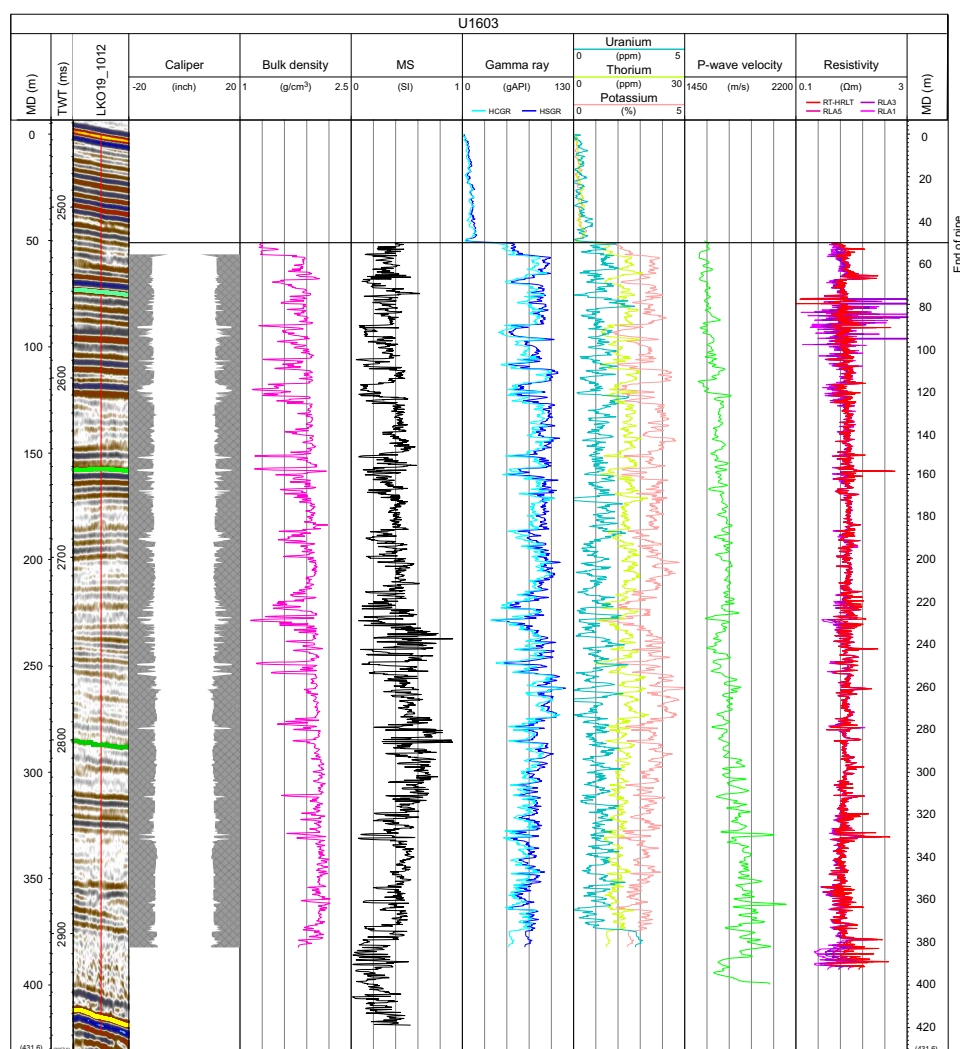 U1603
MD (m)
TWT (ms)
LKO19_1012
Caliper
-20 (inch) 20
Bulk density
1 (g/cm³) 2.5
MS
0 (SI) 1
Gamma ray
0 (gAPI) 130
HCGR HSGR
Uranium
0 (ppm) 5
Thorium
0 (ppm) 30
Potassium
0 (%) 5
P-wave velocity
1450 (m/s) 2200
Resistivity
0.1 (Ωm) 3
RT-HRLT RLA3
RLA5 RLA1
MD (m)
0
50
100
150
200
250
300
350
400
(431.6)
2500
2600
2700
2800
2900
0
20
40
60
80
100
120
140
160
180
200
220
240
260
280
300
320
340
360
380
400
420
(431.6)
End of pipe